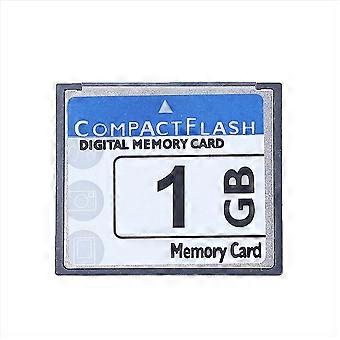 COMPACTFLASH
DIGITAL MEMORY CARD
1 GB
Memory Card